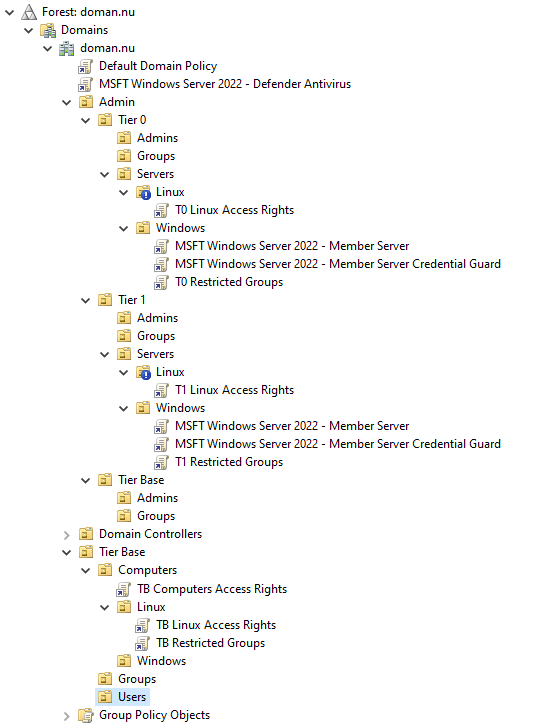 Forest: doman.nu
Domains
doman.nu
Default Domain Policy
MSFT Windows Server 2022 - Defender Antivirus
Admin
Tier 0
Admins
Groups
Servers
Linux
T0 Linux Access Rights
Windows
MSFT Windows Server 2022 - Member Server
MSFT Windows Server 2022 - Member Server Credential Guard
T0 Restricted Groups
Tier 1
Admins
Groups
Servers
Linux
T1 Linux Access Rights
Windows
MSFT Windows Server 2022 - Member Server
MSFT Windows Server 2022 - Member Server Credential Guard
T1 Restricted Groups
Tier Base
Admins
Groups
Domain Controllers
Tier Base
Computers
TB Computers Access Rights
Linux
TB Linux Access Rights
TB Restricted Groups
Windows
Groups
Users
Group Policy Objects